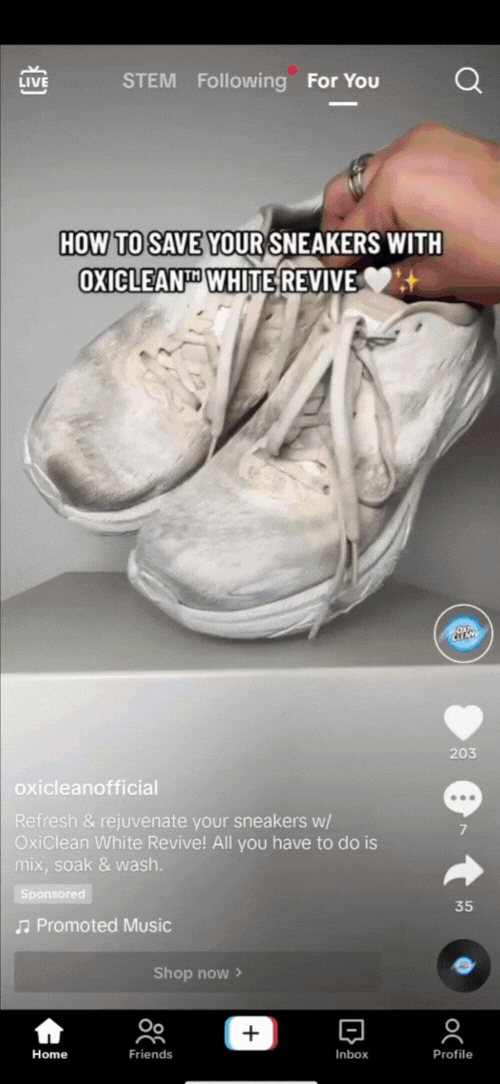 LIVE
STEM Following For You
HOW TO SAVE YOUR SNEAKERS WITH
OXICLEAN™ WHITE REVIVE 🤍✨
OXI
CLEAN
203
7
35
oxicleanofficial
Refresh & rejuvenate your sneakers w/
OxiClean White Revive! All you have to do is
mix, soak & wash.
Sponsored
♫ Promoted Music
Shop now >
Home Friends Inbox Profile